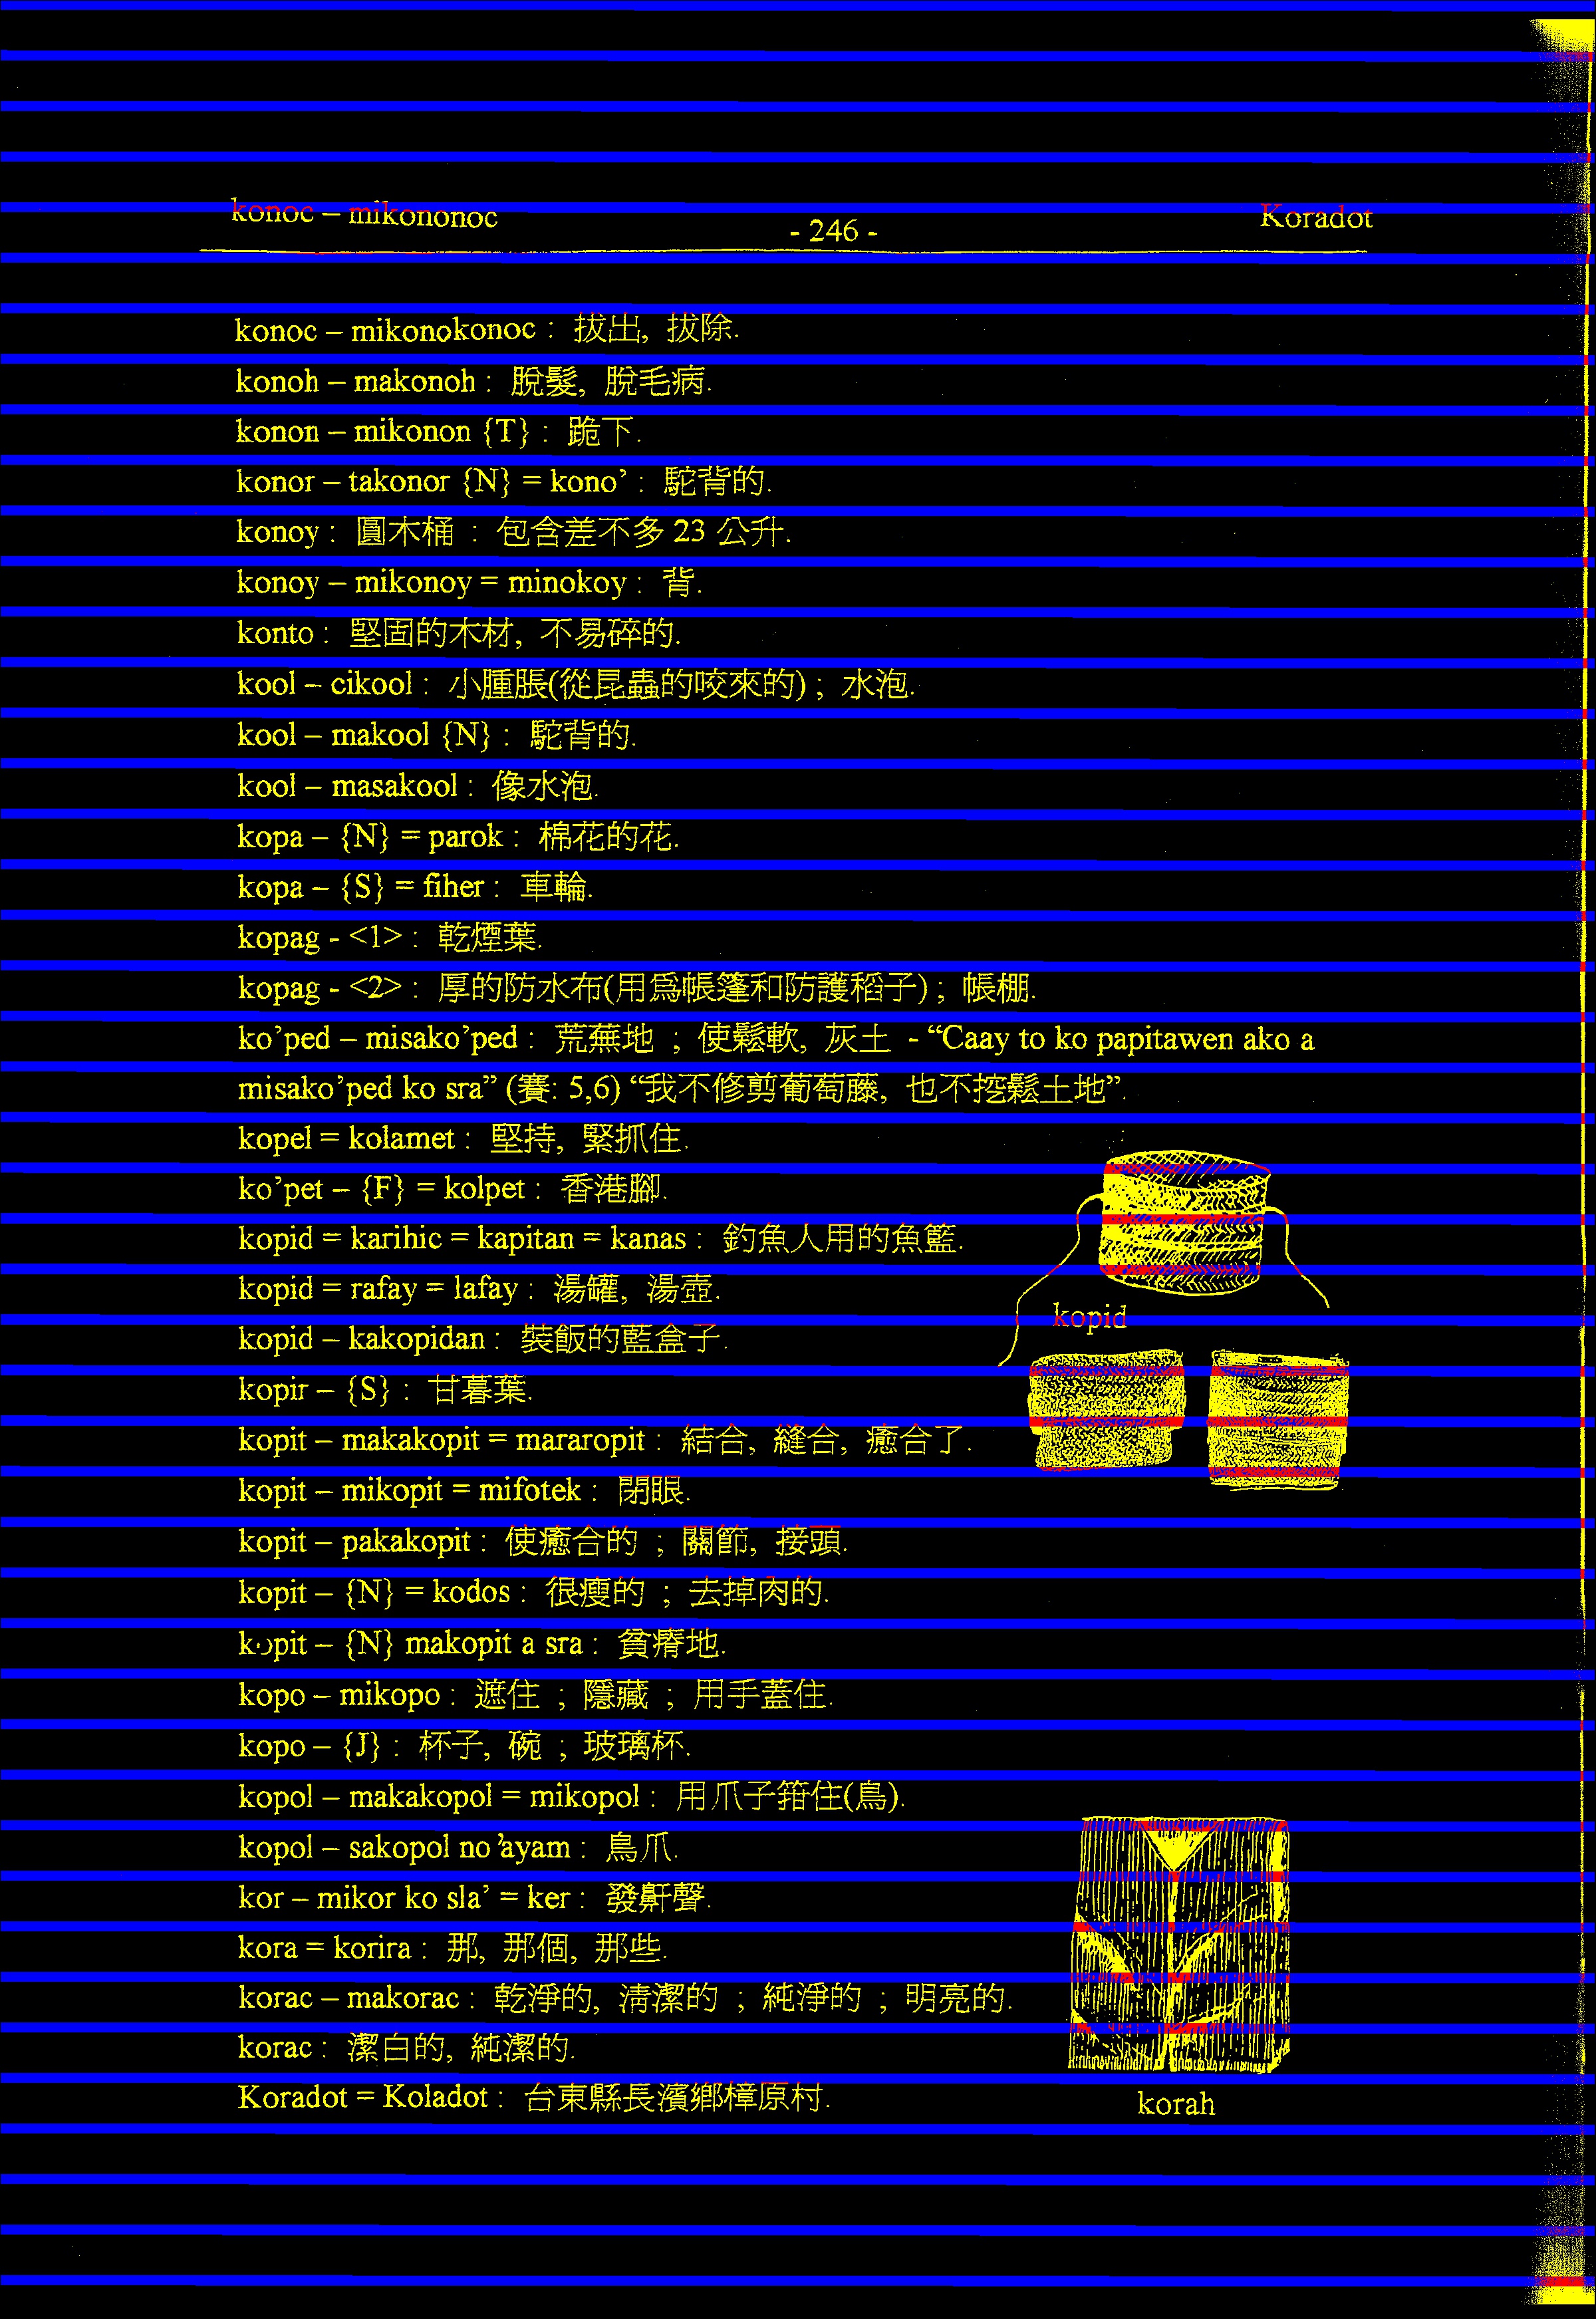 konoc – mikononoc
- 246 -
Koradot
konoc – mikonokonoc : 拔出, 拔除.
konoh – makonoh : 脫髮, 脫毛病.
konon – mikonon {T} : 跪下.
konor – takonor {N} = kono’ : 駝背的.
konoy : 圓木桶 : 包含差不多 23 公升.
konoy – mikonoy = minokoy : 背.
konto : 堅固的木材, 不易碎的.
kool – cikool : 小腫脹(從昆蟲的咬來的) ; 水泡.
kool – makool {N} : 駝背的.
kool – masakool : 像水泡.
kopa – {N} = parok : 棉花的花.
kopa – {S} = fiher : 車輪.
kopag - <1> : 乾煙葉.
kopag - <2> : 厚的防水布(用為帳篷和防護稻子) ; 帳棚.
ko’ped – misako’ped : 荒蕪地 ; 使鬆軟, 灰土 - “Caay to ko papitawen ako a
misako’ped ko sra” (賽: 5,6) “我不修剪葡萄藤, 也不挖鬆土地”.
kopel = kolamet : 堅持, 緊抓住.
ko’pet – {F} = kolpet : 香港腳.
kopid = karihic = kapitan = kanas : 釣魚人用的魚籃.
kopid = rafay = lafay : 湯罐, 湯壺.
kopid
kopid – kakopidan : 裝飯的藍盒子.
kopir – {S} : 甘暮葉.
kopit – makakopit = mararopit : 結合, 縫合, 癒合了.
kopit – mikopit = mifotek : 閉眼.
kopit – pakakopit : 使癒合的 ; 關節, 接頭.
kopit – {N} = kodos : 很瘦的 ; 去掉肉的.
kopit – {N} makopit a sra : 貧瘠地.
kopo – mikopo : 遮住 ; 隱藏 ; 用手蓋住.
kopo – {J} : 杯子, 碗 ; 玻璃杯.
kopol – makakopol = mikopol : 用爪子箝住(鳥).
kopol – sakopol no ’ayam : 鳥爪.
kor – mikor ko sla’ = ker : 發鼾聲.
kora = korira : 那, 那個, 那些.
korac – makorac : 乾淨的, 清潔的 ; 純淨的 ; 明亮的.
korac : 潔白的, 純潔的.
Koradot = Koladot : 台東縣長濱鄉樟原村.
korah